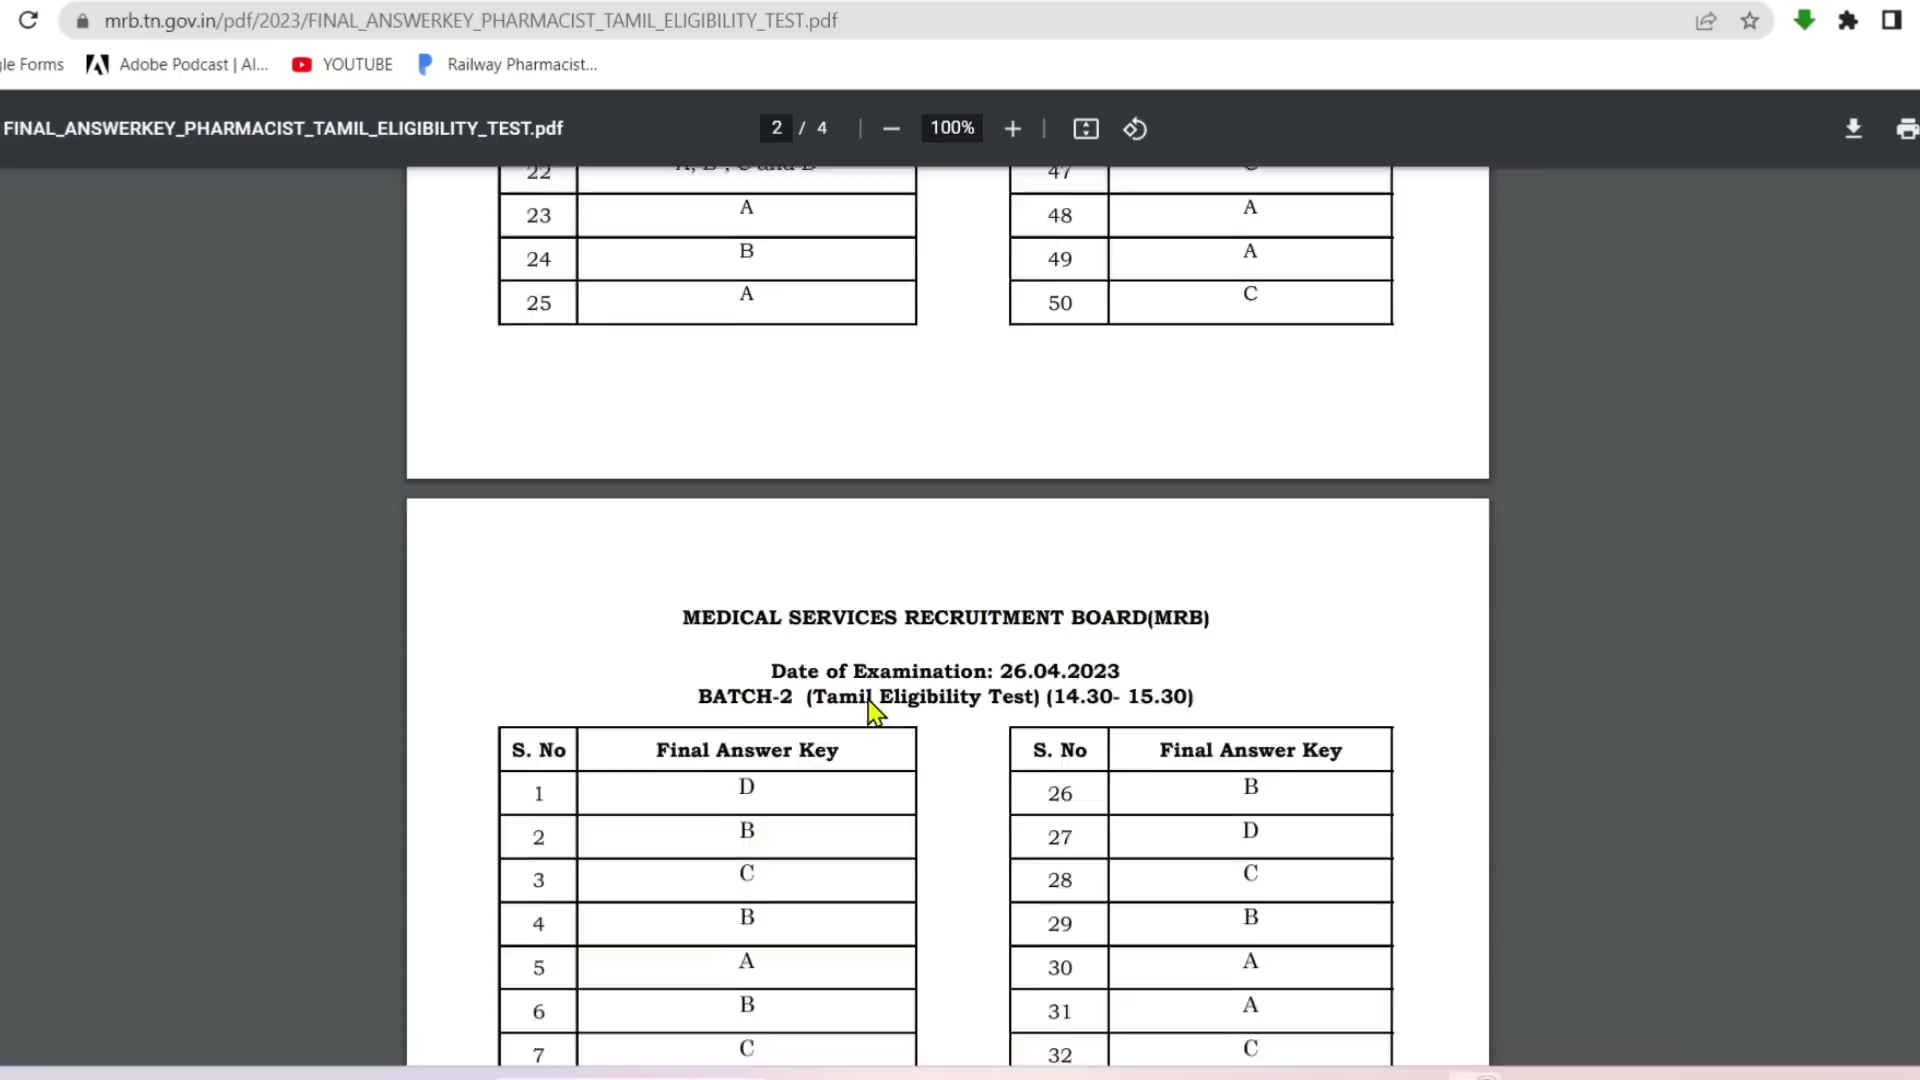 mrb.tn.gov.in/pdf/2023/FINAL_ANSWERKEY_PHARMACIST_TAMIL_ELIGIBILITY_TEST.pdf
le Forms Adobe Podcast | AI... YOUTUBE Railway Pharmacist...
FINAL_ANSWERKEY_PHARMACIST_TAMIL_ELIGIBILITY_TEST.pdf 2 / 4 100%
22 A, B , C and D 47 C
23 A 48 A
24 B 49 A
25 A 50 C
MEDICAL SERVICES RECRUITMENT BOARD(MRB)
Date of Examination: 26.04.2023
BATCH-2 (Tamil Eligibility Test) (14.30- 15.30)
S. No Final Answer Key S. No Final Answer Key
1 D 26 B
2 B 27 D
3 C 28 C
4 B 29 B
5 A 30 A
6 B 31 A
7 C 32 C